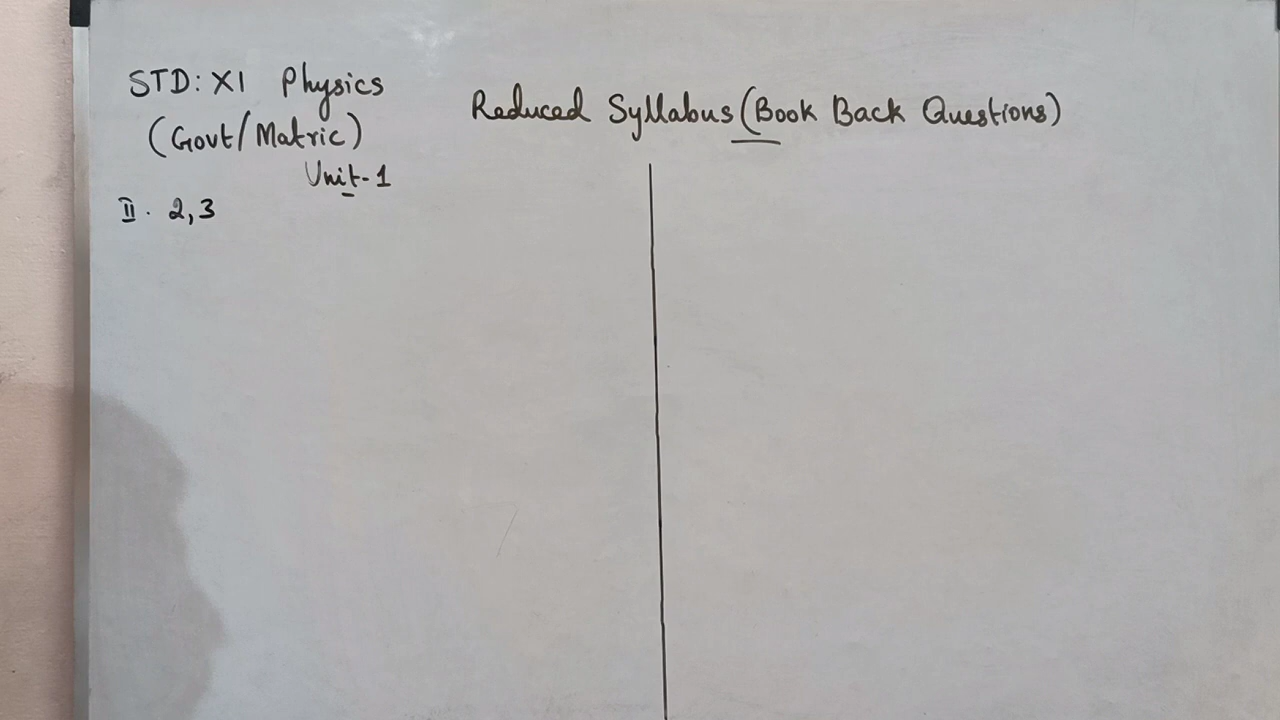 STD: XI Physics
(Govt/Matric)
Reduced Syllabus (Book Back Questions)
Unit-1
II. 2,3